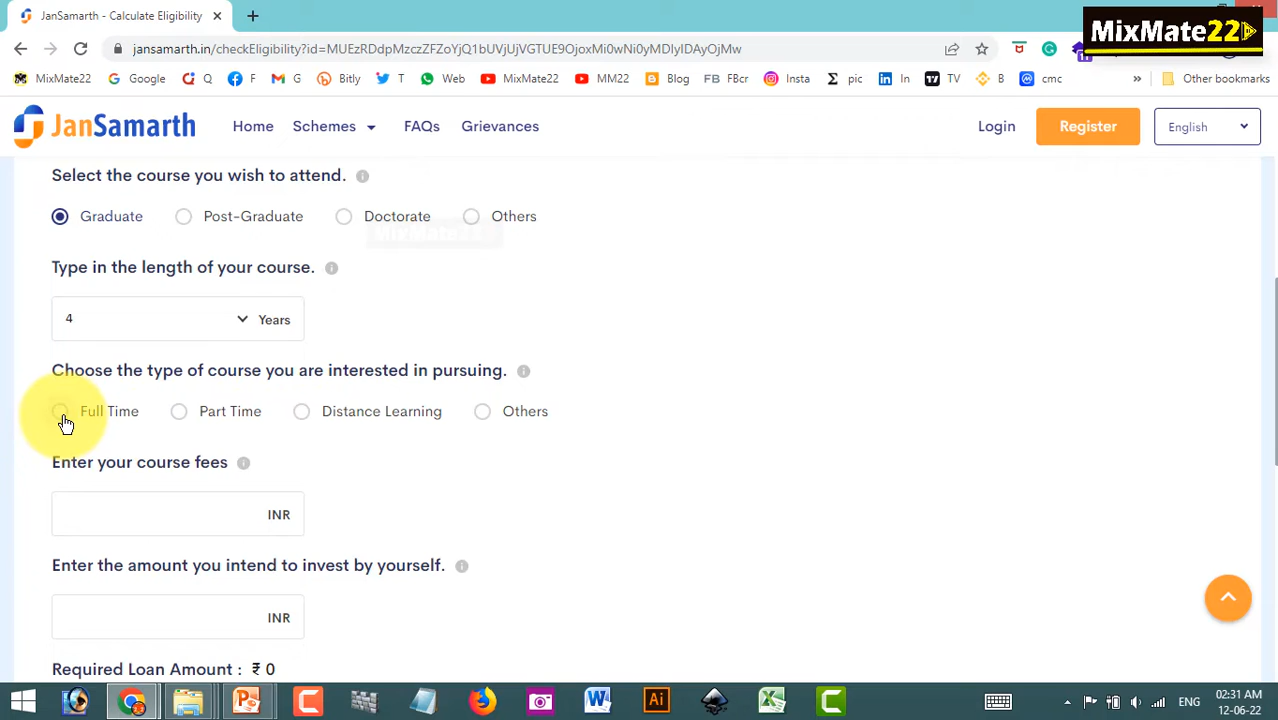 JanSamarth - Calculate Eligibility
MixMate22
jansamarth.in/checkEligibility?id=MUEzRDgpMzczZFZoYjQ1bUVjUjVGTUE9OjoxMi0wNi0yMDIyIDAyOjMw
MixMate22 Google Q F G Bitly T Web MixMate22 MM22 Blog FB FBcr Insta Σ pic In TV B cmc » Other bookmarks
JanSamarth Home Schemes FAQs Grievances Login Register English
Select the course you wish to attend.
Graduate Post-Graduate Doctorate Others
MixMate22
Type in the length of your course.
4 Years
Choose the type of course you are interested in pursuing.
Full Time Part Time Distance Learning Others
Enter your course fees
INR
Enter the amount you intend to invest by yourself.
INR
Required Loan Amount : ₹ 0
ENG 02:31 AM
12-06-22